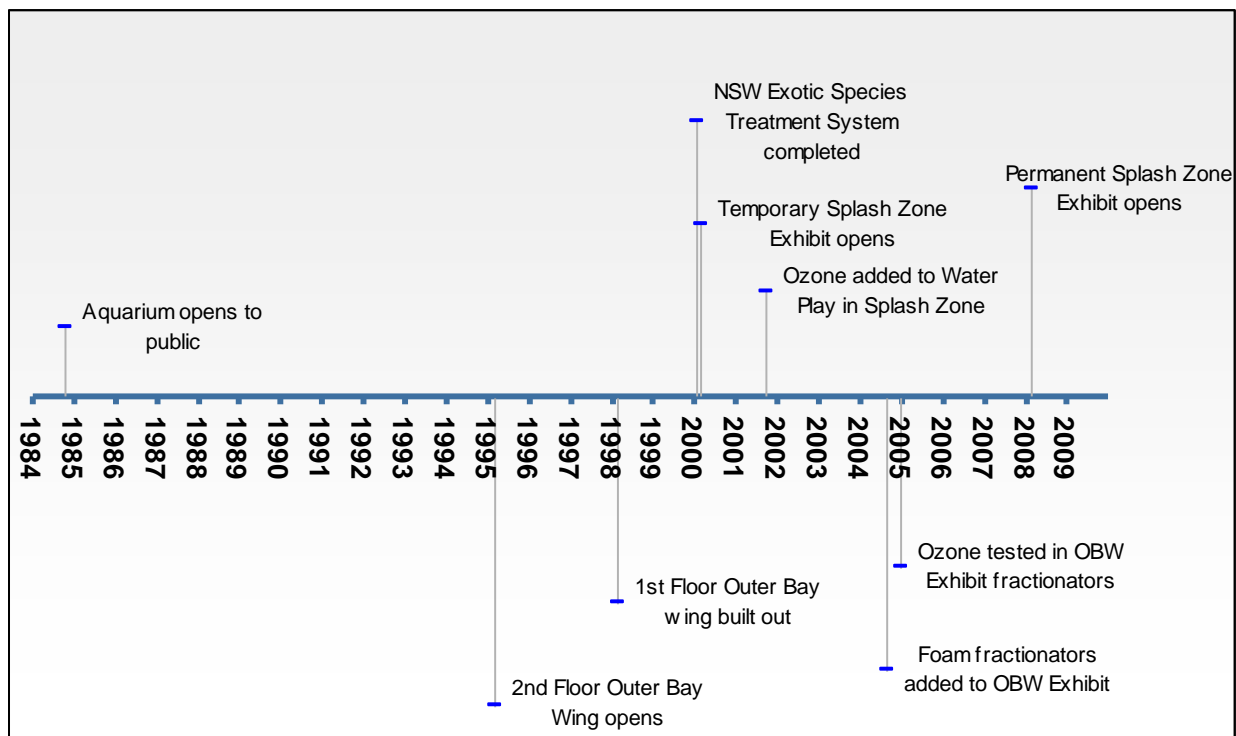 NSW Exotic Species
Treatment System
completed
Permanent Splash Zone
Exhibit opens
Temporary Splash Zone
Exhibit opens
Ozone added to Water
Play in Splash Zone
Aquarium opens to
public
1984
1985
1986
1987
1988
1989
1990
1991
1992
1993
1994
1995
1996
1998
1999
2000
2001
2002
2003
2004
2005
2006
2007
2008
2009
Ozone tested in OBW
Exhibit fractionators
1st Floor Outer Bay
wing built out
Foam fractionators
added to OBW Exhibit
2nd Floor Outer Bay
Wing opens